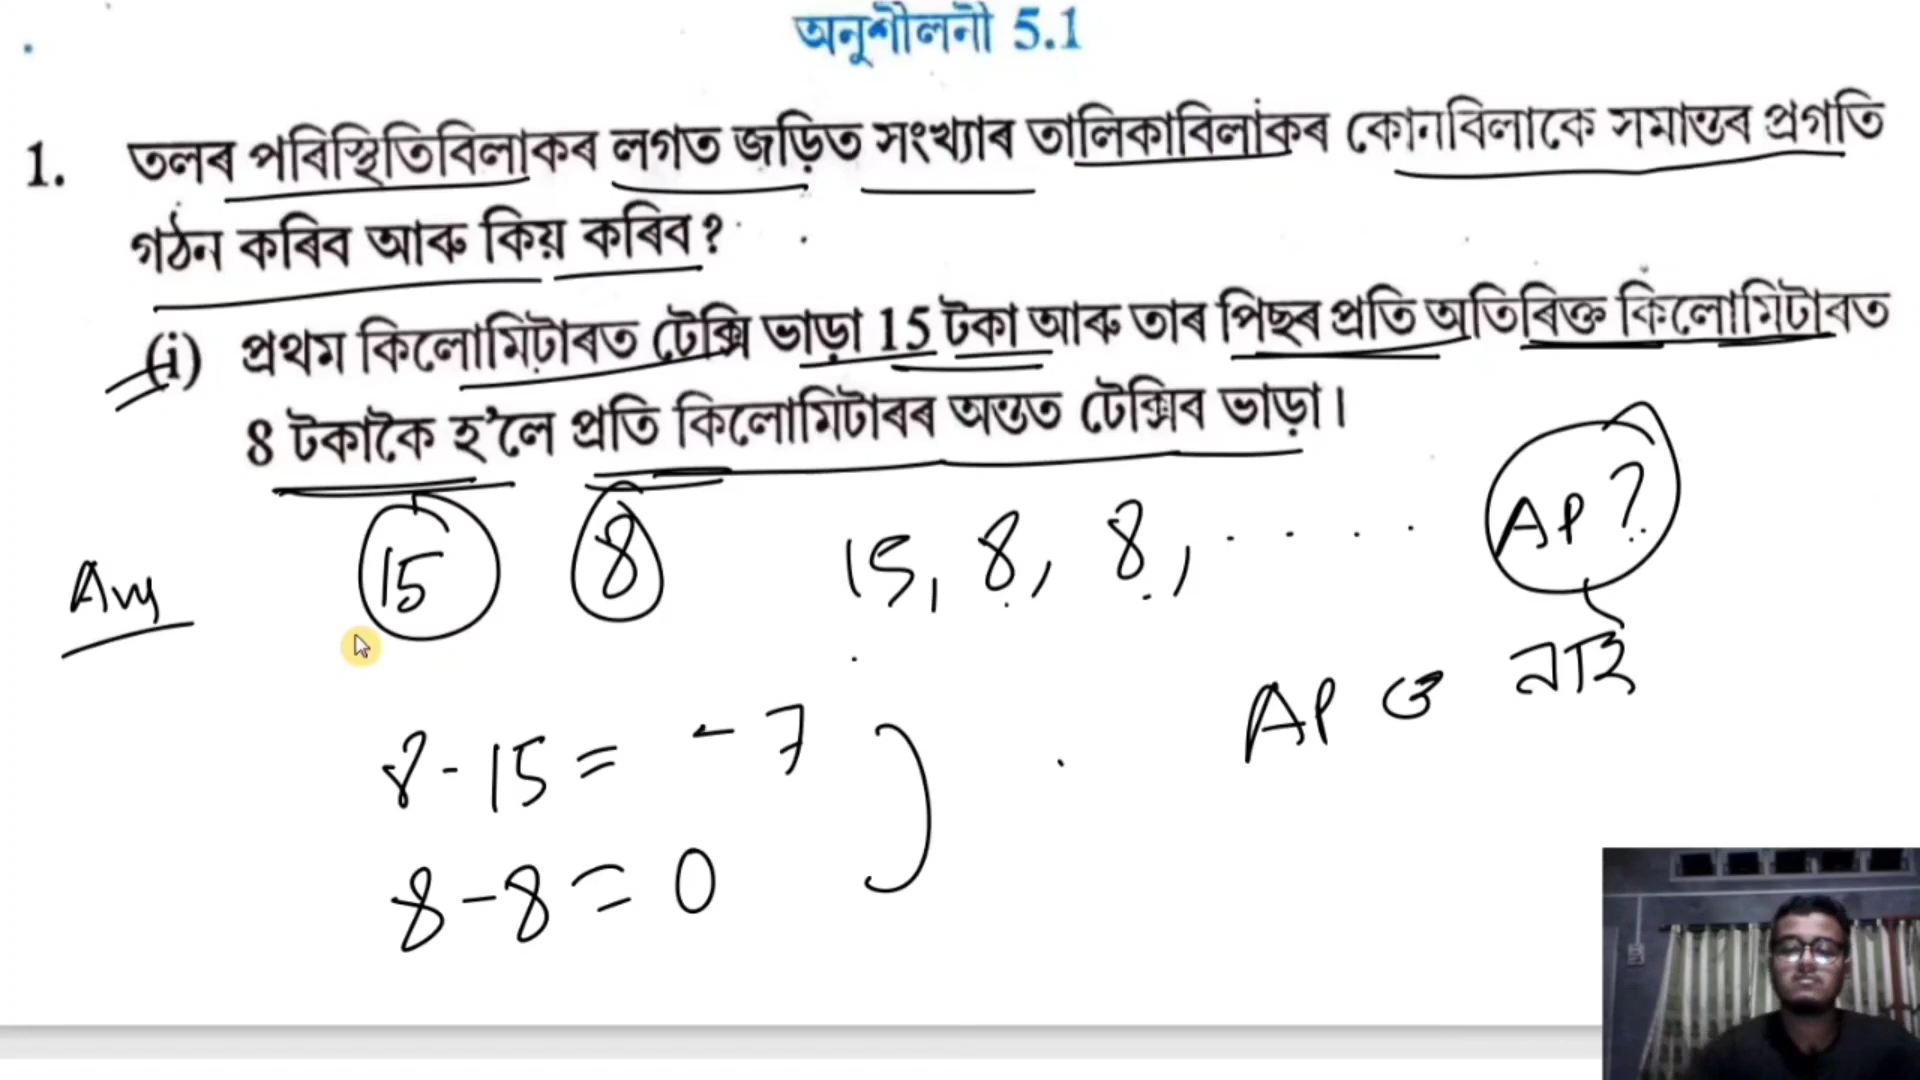 অনুশীলনী 5.1
1. তলৰ পৰিস্থিতিবিলাকৰ লগত জড়িত সংখ্যাৰ তালিকাবিলাকৰ কোনবিলাকে সমান্তৰ প্ৰগতি
গঠন কৰিব আৰু কিয় কৰিব?
(i) প্ৰথম কিলোমিটাৰত টেক্সি ভাড়া 15 টকা আৰু তাৰ পিছৰ প্ৰতি অতিৰিক্ত কিলোমিটাৰত
8 টকাকৈ হ'লে প্ৰতি কিলোমিটাৰৰ অন্তত টেক্সিৰ ভাড়া।
Ans 15 8 15, 8, 8, ..... AP?
AP ত নাই
8-15= -7
8-8=0